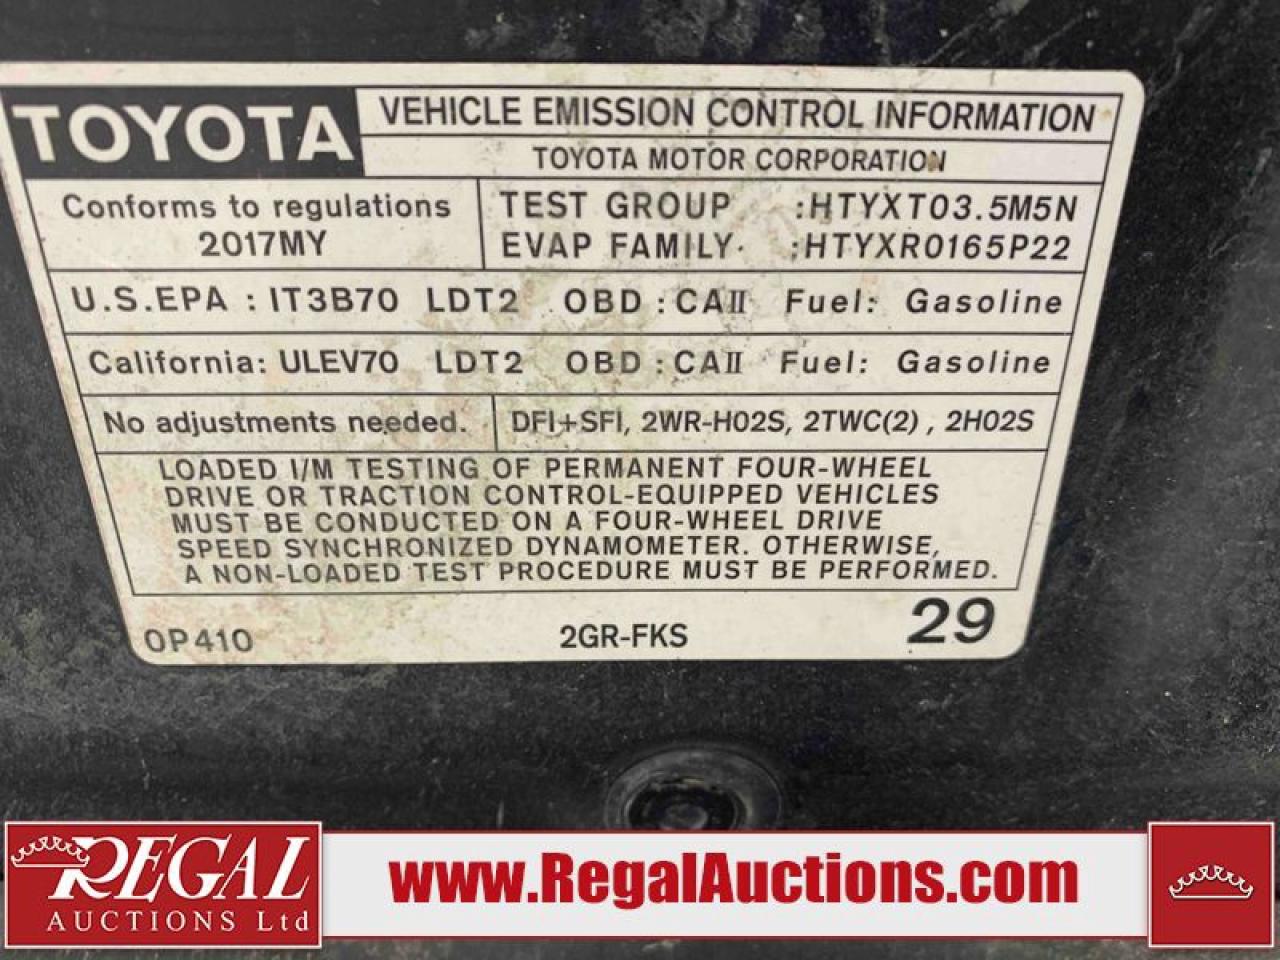 TOYOTA
VEHICLE EMISSION CONTROL INFORMATION
TOYOTA MOTOR CORPORATION
Conforms to regulations
2017MY
TEST GROUP :HTYXT03.5M5N
EVAP FAMILY :HTYXR0165P22
U.S.EPA : IT3B70 LDT2 OBD : CAⅡ Fuel: Gasoline
California: ULEV70 LDT2 OBD : CAⅡ Fuel: Gasoline
No adjustments needed.
DFI+SFI, 2WR-HO2S, 2TWC(2) , 2HO2S
LOADED I/M TESTING OF PERMANENT FOUR-WHEEL
DRIVE OR TRACTION CONTROL-EQUIPPED VEHICLES
MUST BE CONDUCTED ON A FOUR-WHEEL DRIVE
SPEED SYNCHRONIZED DYNAMOMETER. OTHERWISE,
A NON-LOADED TEST PROCEDURE MUST BE PERFORMED.
0P410
2GR-FKS
29
REGAL
AUCTIONS Ltd
www.RegalAuctions.com